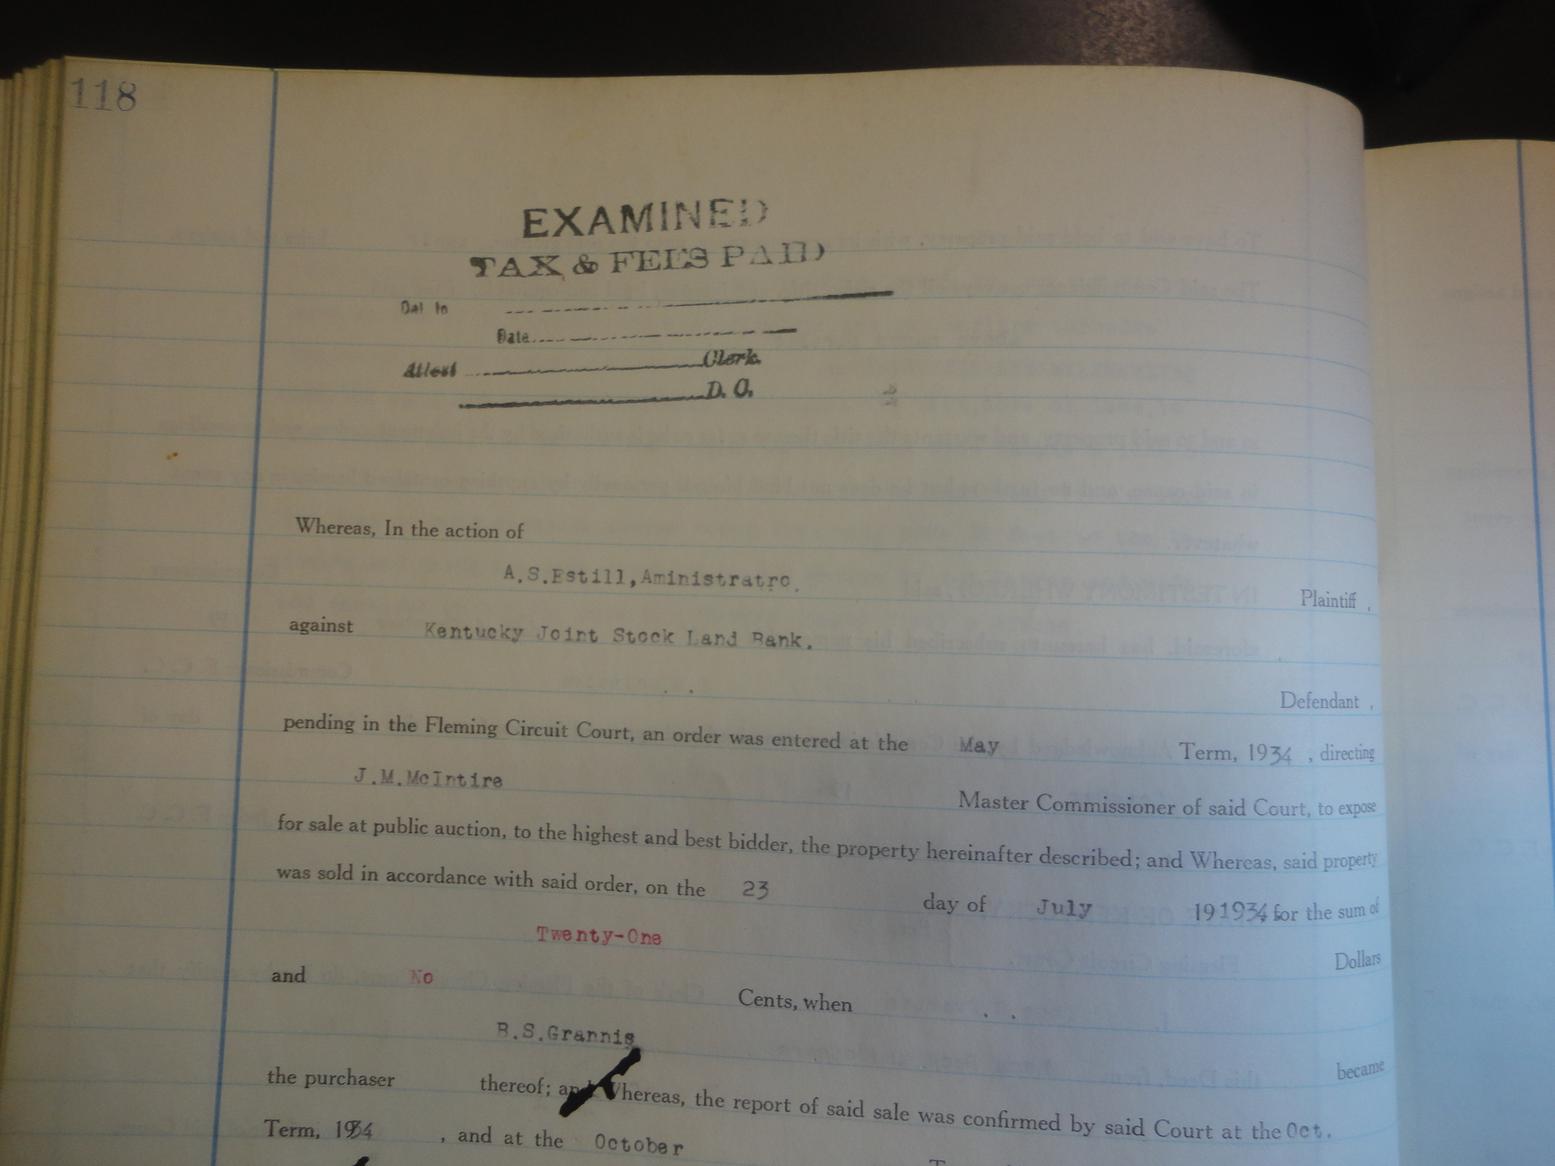 118
EXAMINED
TAX & FEES PAID
Date
Attest Clerk.
D. C.
Whereas, In the action of
A.S.Estill,Aministratro.
Plaintiff ,
against Kentucky Joint Stock Land Bank.
Defendant ,
pending in the Fleming Circuit Court, an order was entered at the May Term, 1934 , directing
J.M.McIntire Master Commissioner of said Court, to expose
for sale at public auction, to the highest and best bidder, the property hereinafter described; and Whereas, said property
was sold in accordance with said order, on the 23 day of July 191934 for the sum of
Twenty-One Dollars
and No Cents, when
B.S.Grannis became
the purchaser thereof; and Whereas, the report of said sale was confirmed by said Court at the Oct.
Term, 1934 , and at the October